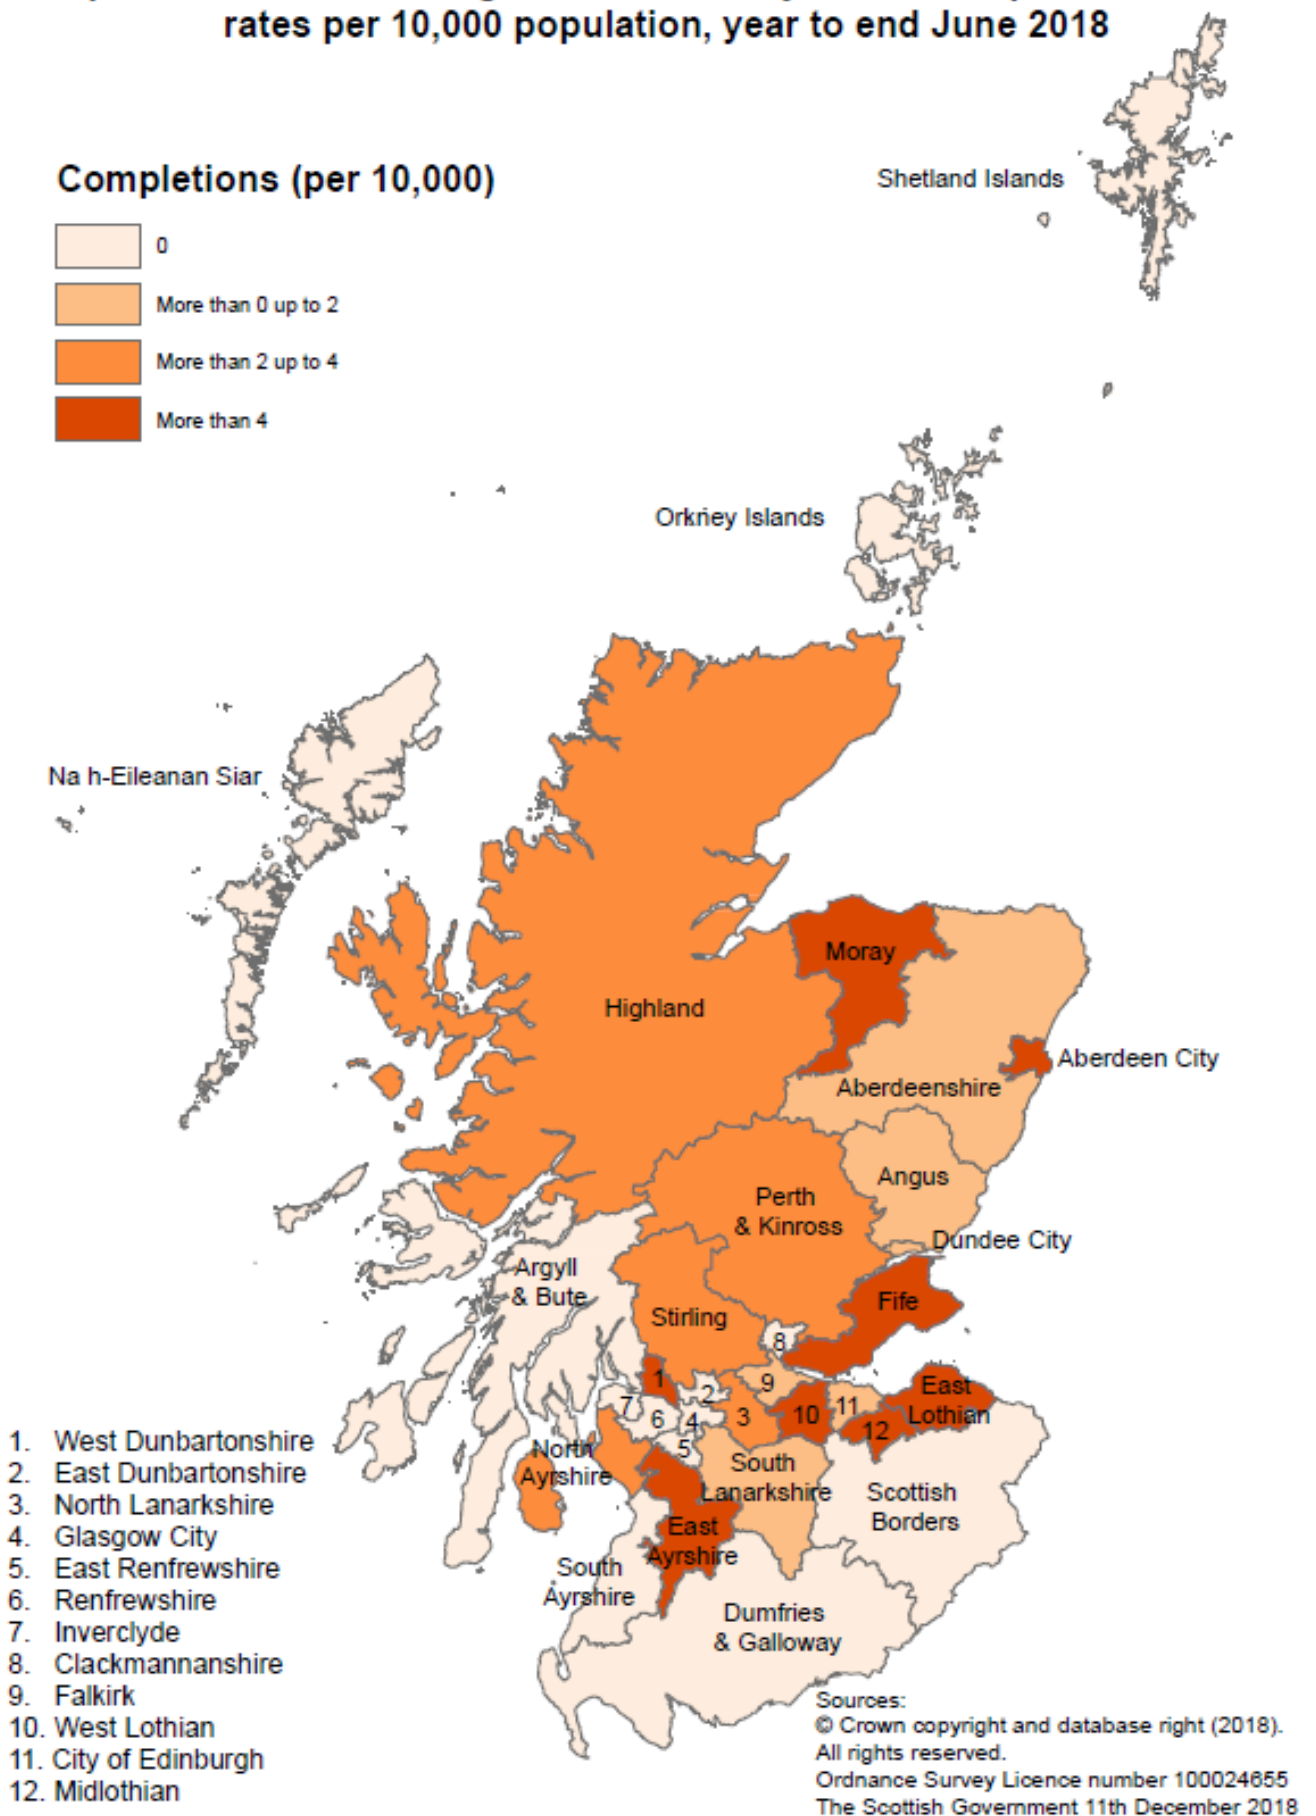 rates per 10,000 population, year to end June 2018
Completions (per 10,000)
0
More than 0 up to 2
More than 2 up to 4
More than 4
Shetland Islands
Orkney Islands
Na h-Eileanan Siar
Moray
Highland
Aberdeen City
Aberdeenshire
Angus
Perth
& Kinross
Dundee City
Argyll
& Bute
Fife
Stirling
8
1
9
2
7
East
Lothian
11
10
3
6
4
12
5
North
Ayrshire
South
Lanarkshire
Scottish
Borders
East
Ayrshire
South
Ayrshire
Dumfries
& Galloway
1. West Dunbartonshire
2. East Dunbartonshire
3. North Lanarkshire
4. Glasgow City
5. East Renfrewshire
6. Renfrewshire
7. Inverclyde
8. Clackmannanshire
9. Falkirk
10. West Lothian
11. City of Edinburgh
12. Midlothian
Sources:
© Crown copyright and database right (2018).
All rights reserved.
Ordnance Survey Licence number 100024655
The Scottish Government 11th December 2018